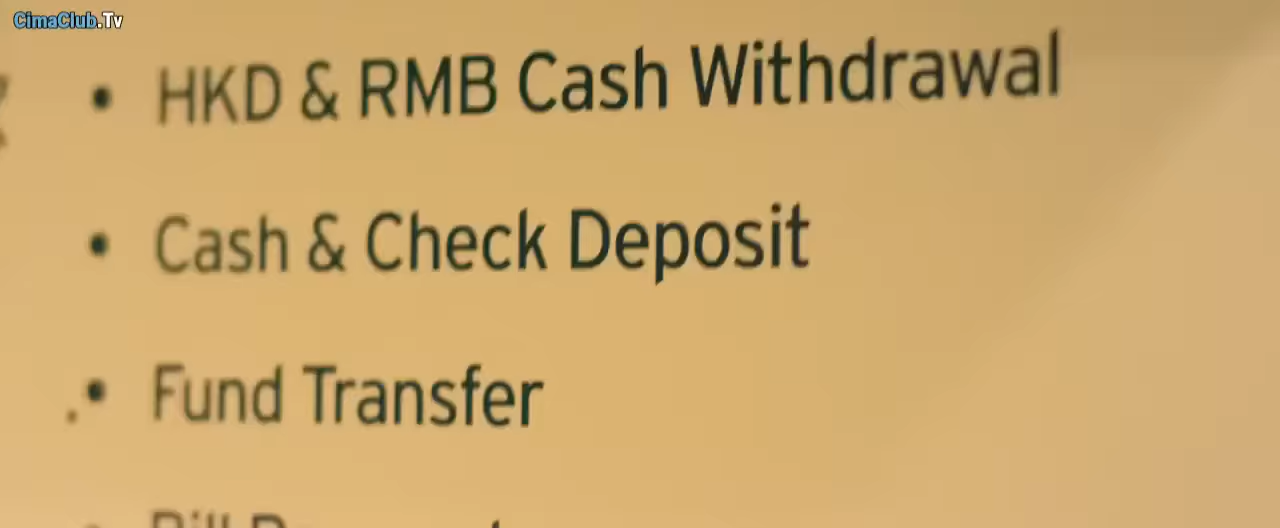 CimaClub.Tv
• HKD & RMB Cash Withdrawal
• Cash & Check Deposit
• Fund Transfer